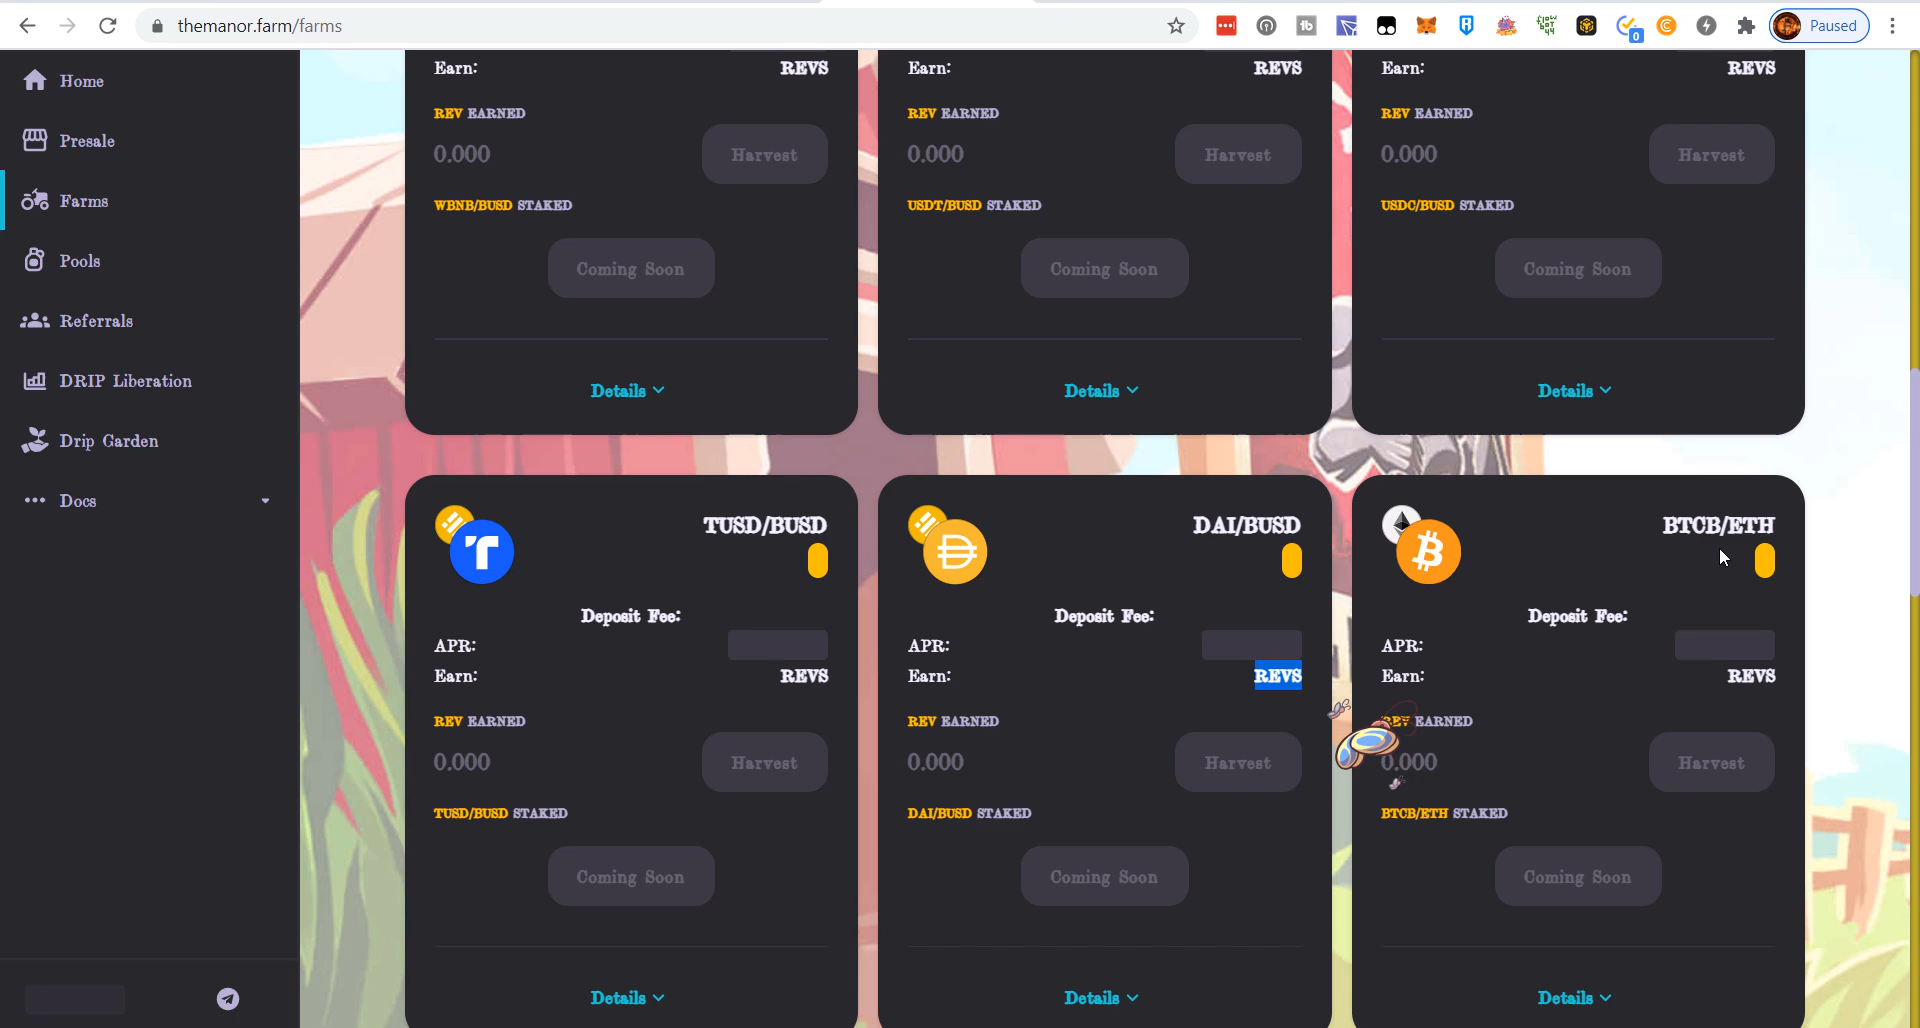 themanor.farm/farms
0
Paused
Home
Presale
Farms
Pools
Referrals
DRIP Liberation
Drip Garden
Docs
Earn: REVS
REV EARNED
0.000 Harvest
WBNB/BUSD STAKED
Coming Soon
Details
Earn: REVS
REV EARNED
0.000 Harvest
USDT/BUSD STAKED
Coming Soon
Details
Earn: REVS
REV EARNED
0.000 Harvest
USDC/BUSD STAKED
Coming Soon
Details
TUSD/BUSD
Deposit Fee:
APR:
Earn: REVS
REV EARNED
0.000 Harvest
TUSD/BUSD STAKED
Coming Soon
Details
DAI/BUSD
Deposit Fee:
APR:
Earn: REVS
REV EARNED
0.000 Harvest
DAI/BUSD STAKED
Coming Soon
Details
BTCB/ETH
Deposit Fee:
APR:
Earn: REVS
REV EARNED
0.000 Harvest
BTCB/ETH STAKED
Coming Soon
Details